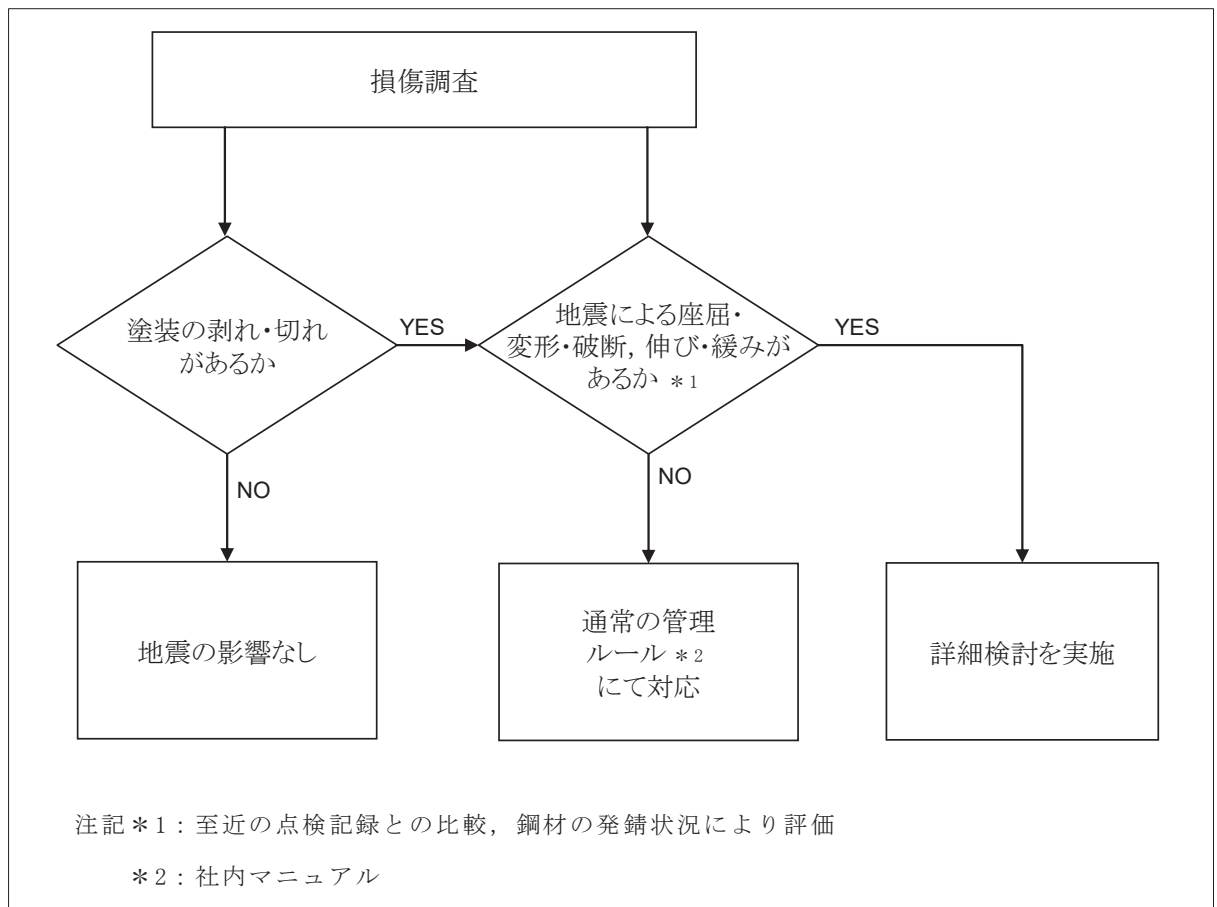 損傷調査
塗装の剥れ・切れ
があるか
YES
地震による座屈・
変形・破断，伸び・緩みが
あるか ＊1
YES
NO
NO
地震の影響なし
通常の管理
ルール ＊2
にて対応
詳細検討を実施
注記＊1：至近の点検記録との比較，鋼材の発錆状況により評価
＊2：社内マニュアル